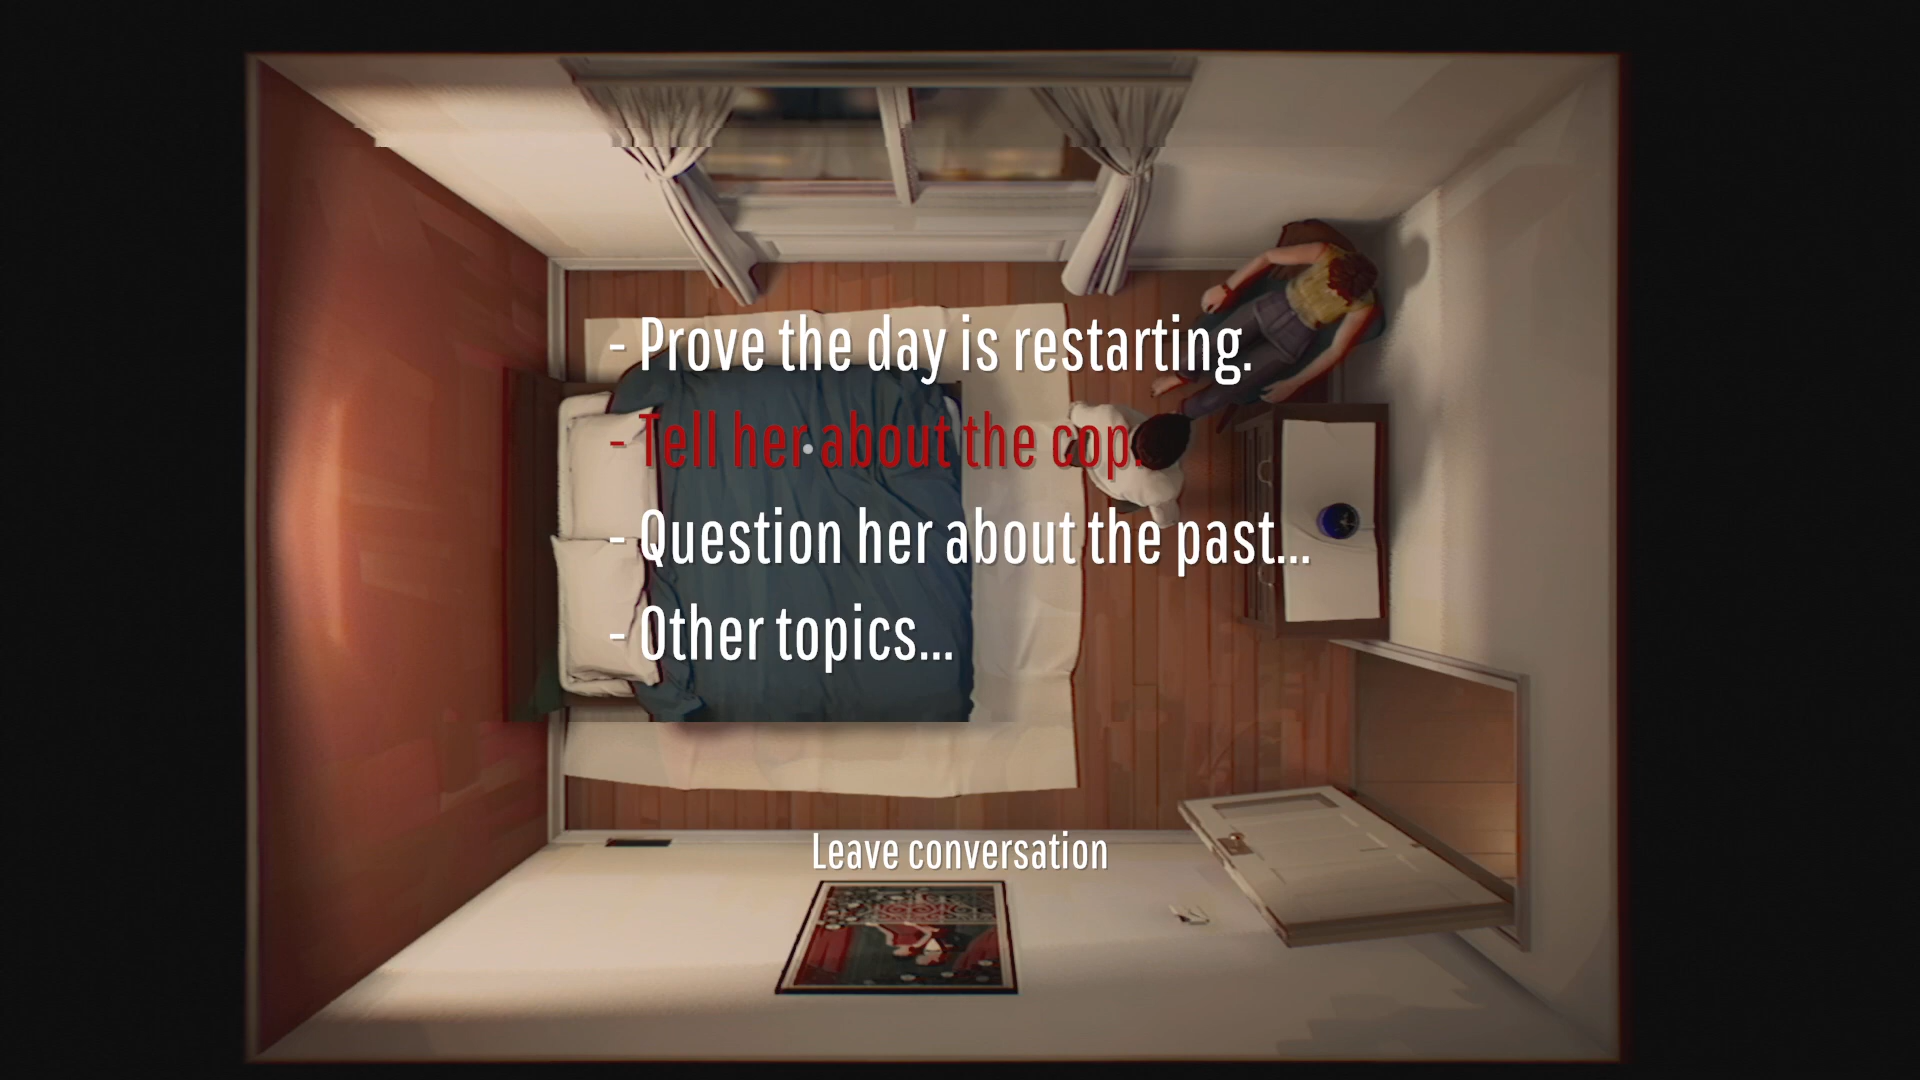 - Prove the day is restarting.
- Tell her about the cop.
- Question her about the past...
- Other topics...
Leave conversation